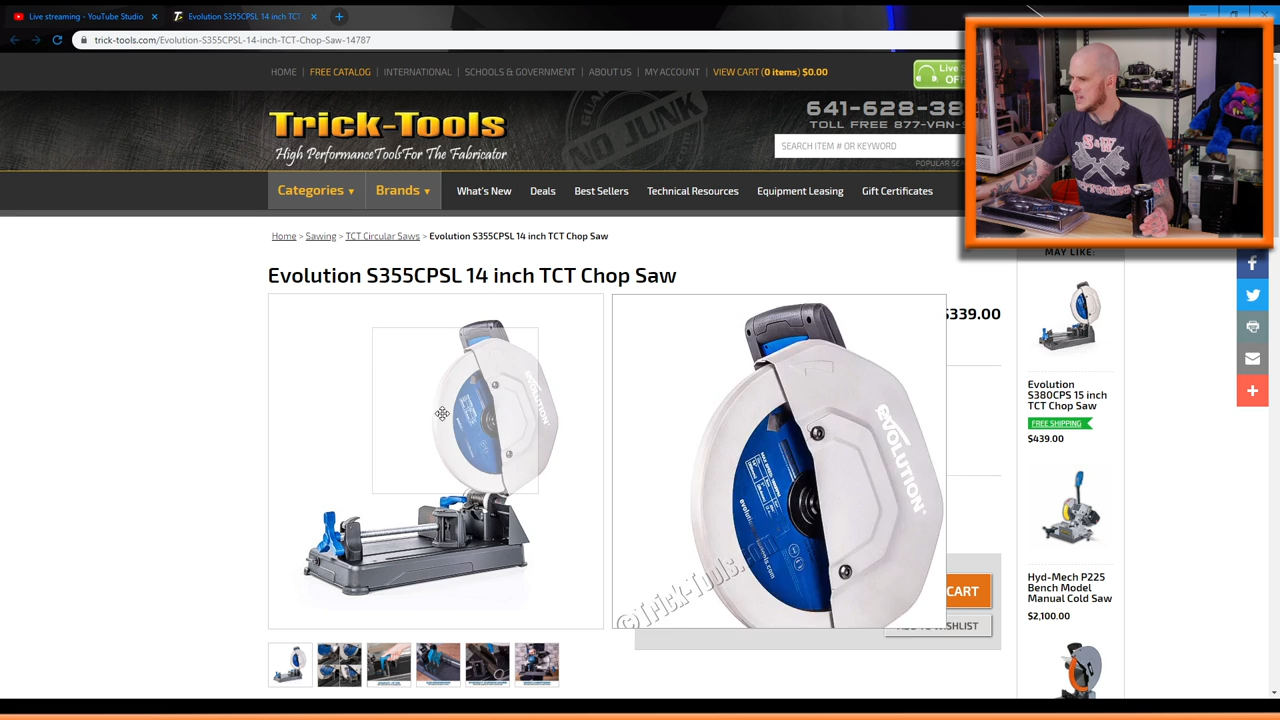 Live streaming - YouTube Studio
Evolution S355CPSL 14 inch TCT
trick-tools.com/Evolution-S355CPSL-14-inch-TCT-Chop-Saw-14787
HOME | FREE CATALOG | INTERNATIONAL | SCHOOLS & GOVERNMENT | ABOUT US | MY ACCOUNT | VIEW CART (0 items) $0.00
Live
OF
Trick-Tools
High Performance Tools For The Fabricator
NO JUNK
641-628-38
TOLL FREE 877-VAN-S
SEARCH ITEM # OR KEYWORD
POPULAR SEA
Categories
Brands
What's New
Deals
Best Sellers
Technical Resources
Equipment Leasing
Gift Certificates
Home > Sawing > TCT Circular Saws > Evolution S355CPSL 14 inch TCT Chop Saw
MAY LIKE:
Evolution S355CPSL 14 inch TCT Chop Saw
$339.00
EVOLUTION
EVOLUTION
©Trick-Tools.
CART
ADD TO WISHLIST
Evolution
S380CPS 15 inch
TCT Chop Saw
FREE SHIPPING
$439.00
Hyd-Mech P225
Bench Model
Manual Cold Saw
$2,100.00
S&W